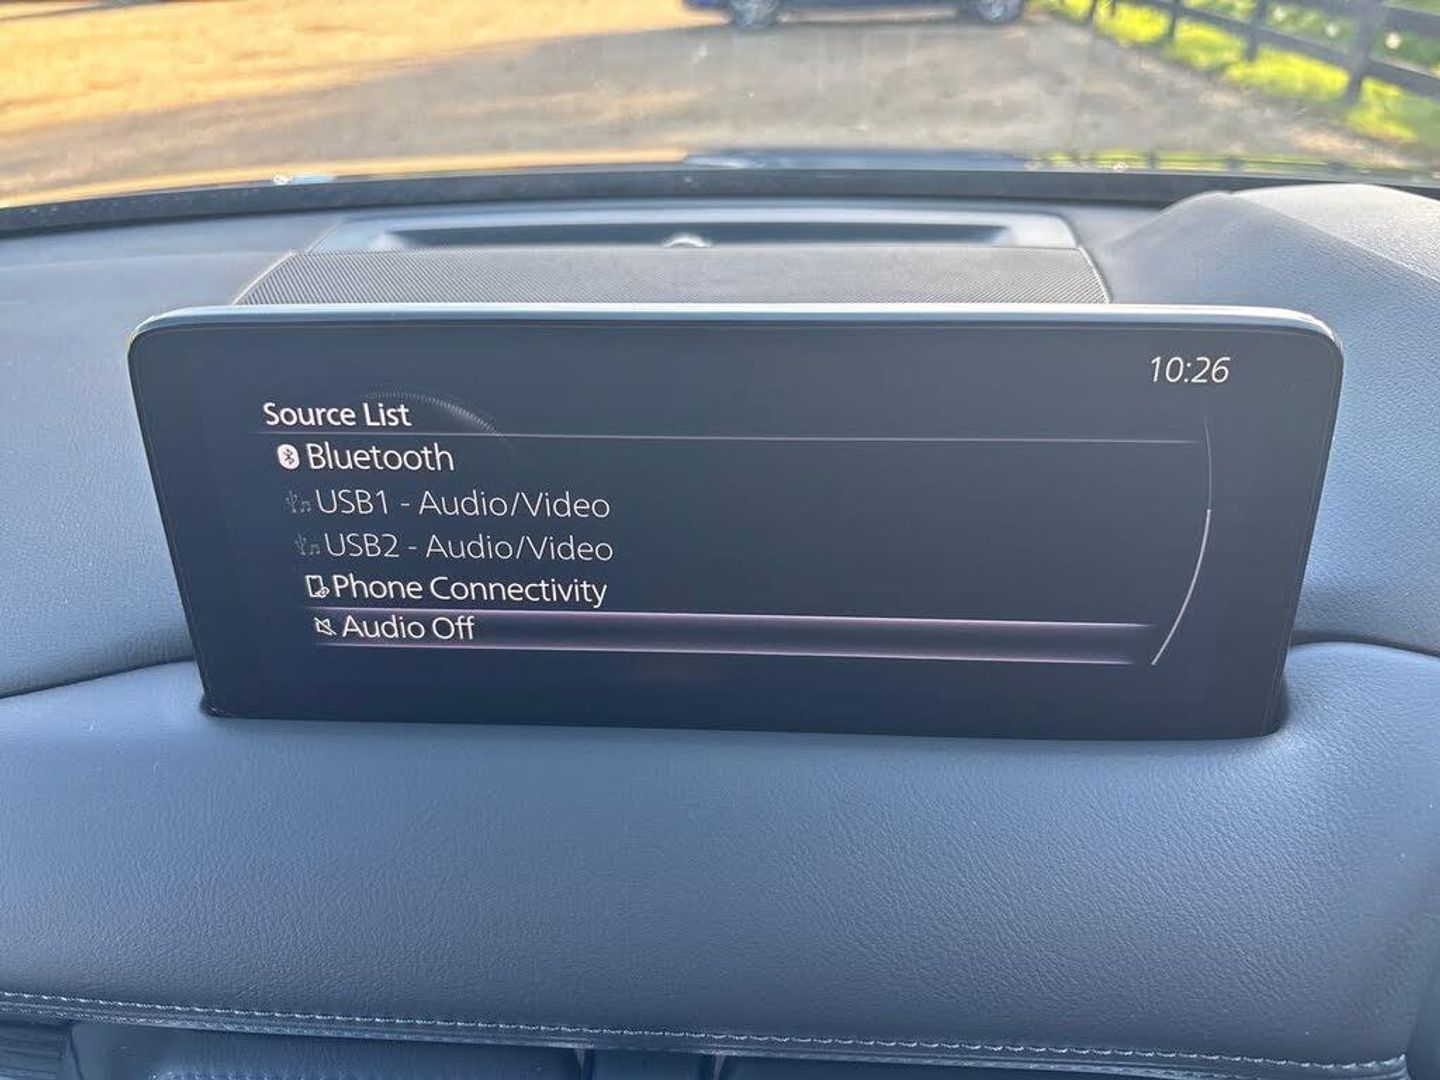 10:26
Source List
Bluetooth
USB1 - Audio/Video
USB2 - Audio/Video
Phone Connectivity
Audio Off